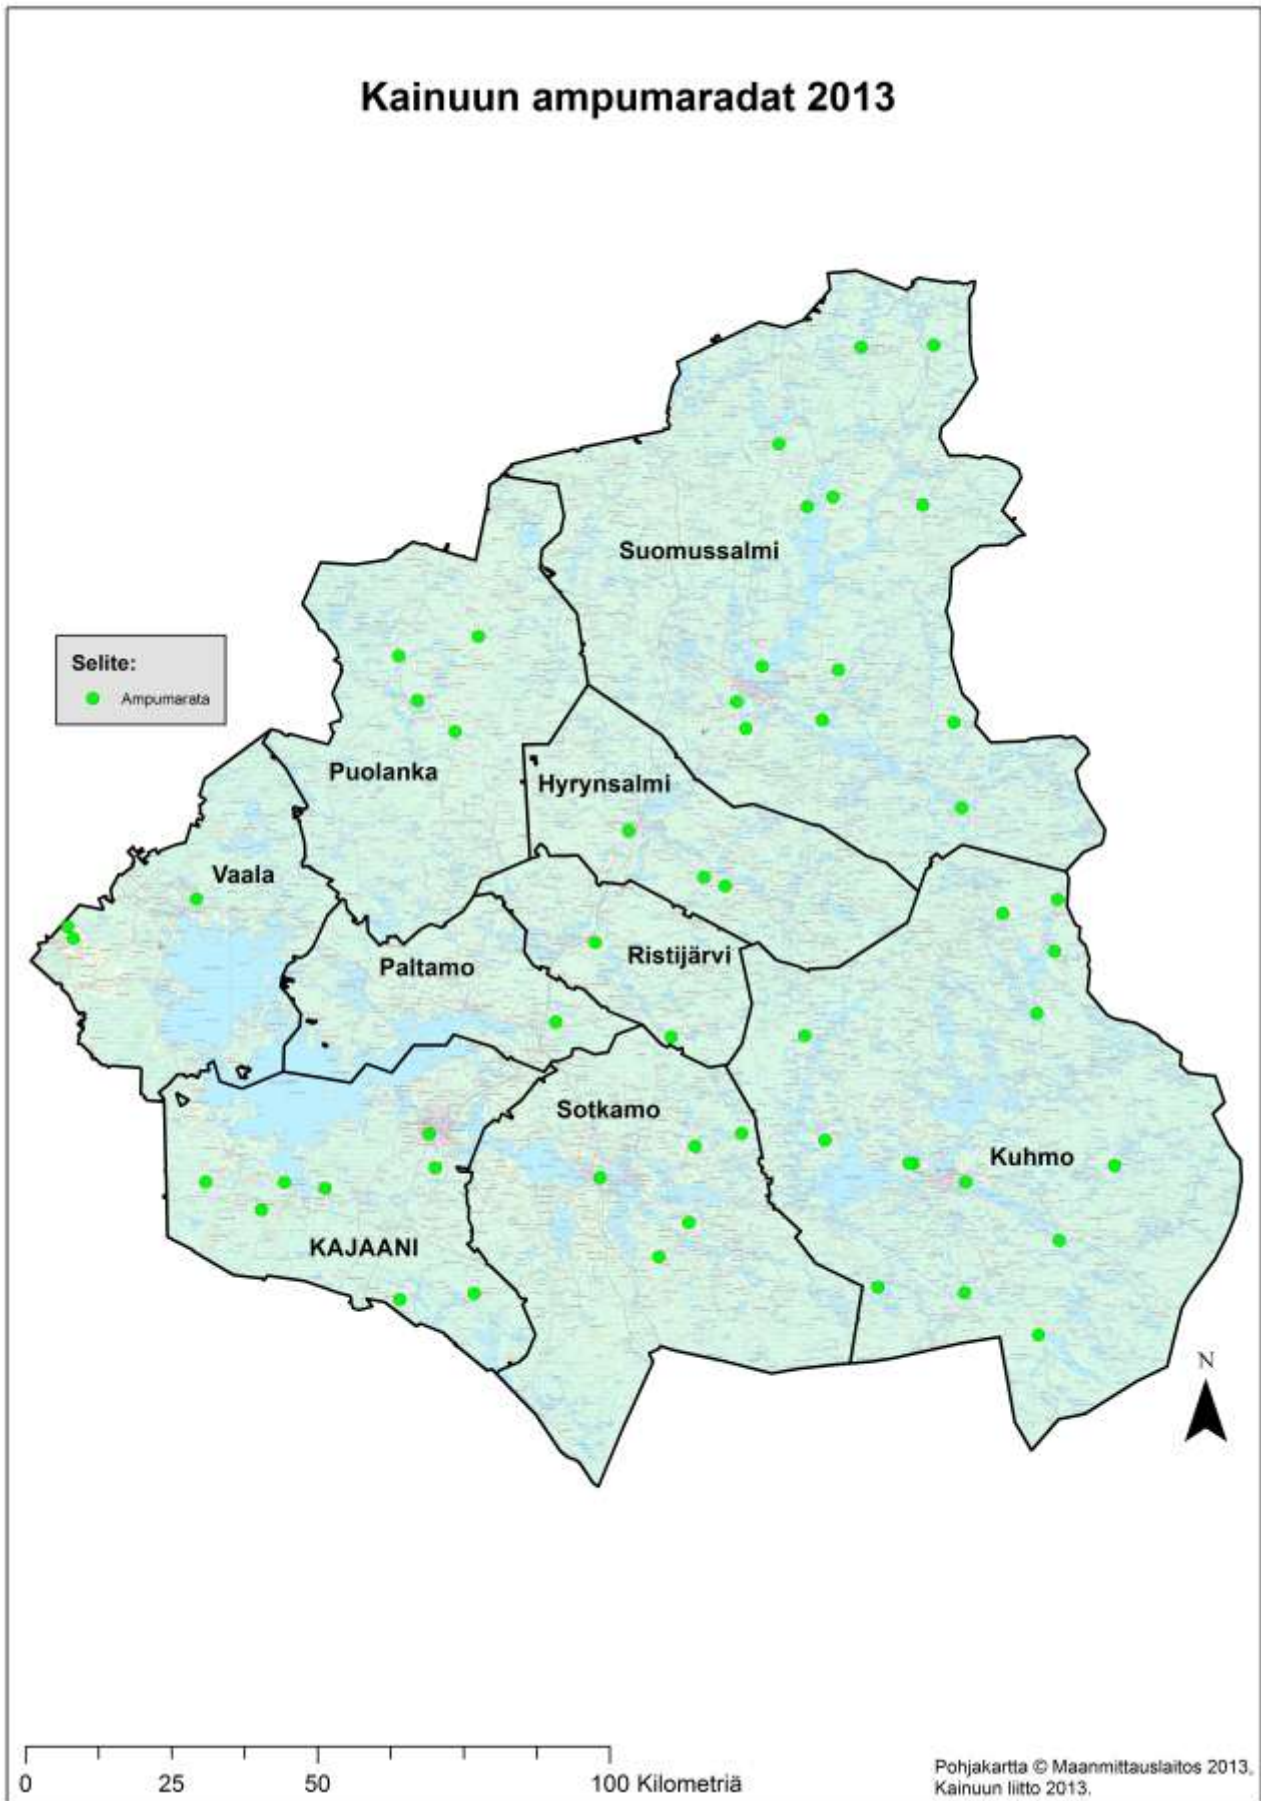 Kainuun ampumaradat 2013
Suomussalmi
Selite:
Ampumarata
Puolanka
Hyrynsalmi
Vaala
Paltamo
Ristijärvi
Sotkamo
Kuhmo
KAJAANI
N
0 25 50 100 Kilometriä
Pohjakartta © Maanmittauslaitos 2013,
Kainuun liitto 2013.